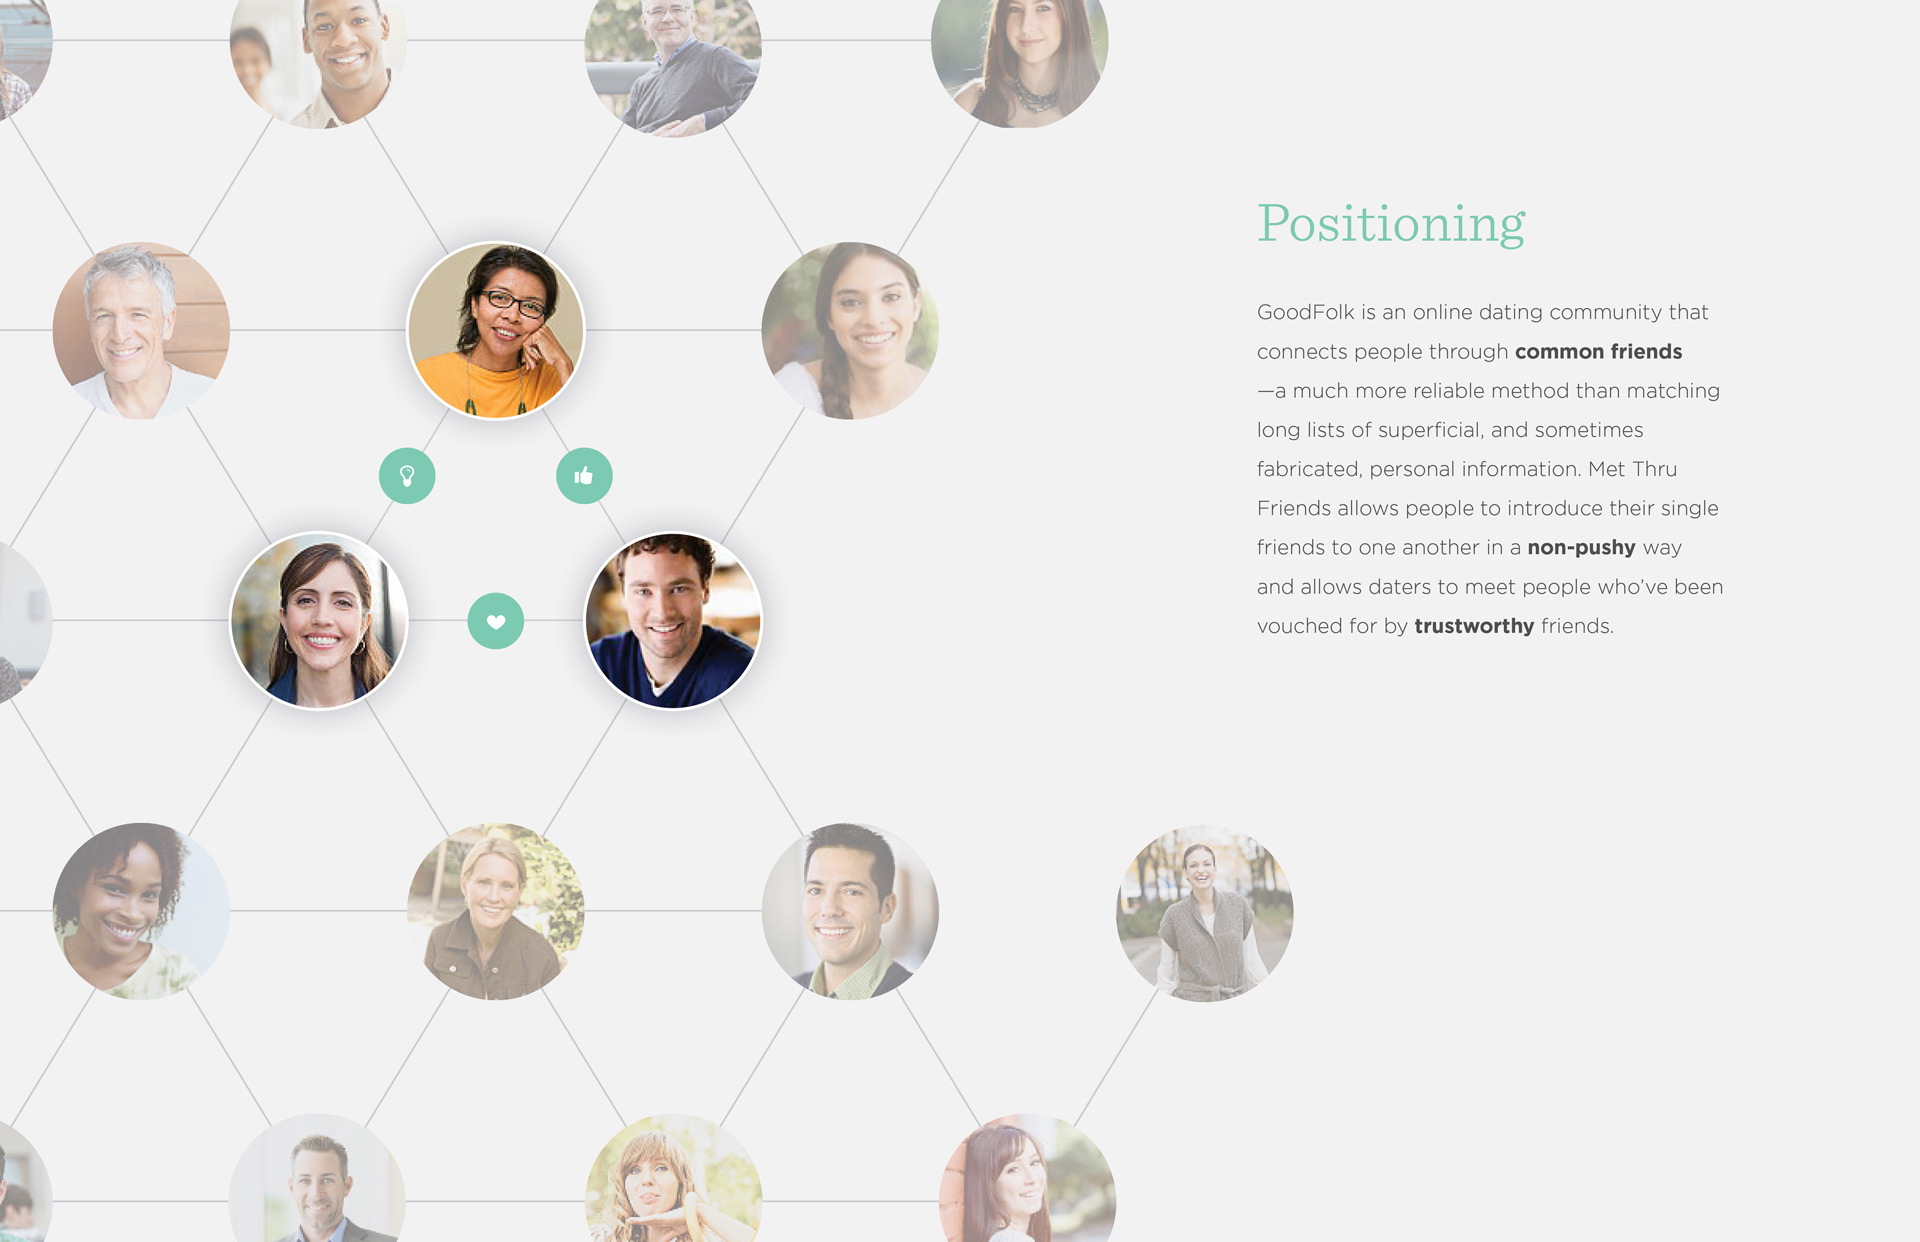 Positioning
GoodFolk is an online dating community that
connects people through common friends
—a much more reliable method than matching
long lists of superficial, and sometimes
fabricated, personal information. Met Thru
Friends allows people to introduce their single
friends to one another in a non-pushy way
and allows daters to meet people who’ve been
vouched for by trustworthy friends.